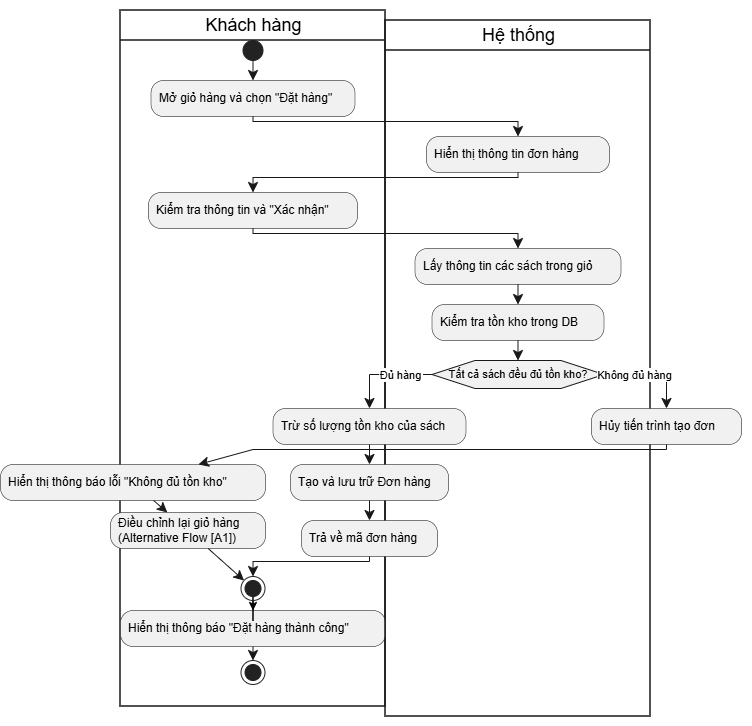 Khách hàng
Hệ thống
Mở giỏ hàng và chọn "Đặt hàng"
Hiển thị thông tin đơn hàng
Kiểm tra thông tin và "Xác nhận"
Lấy thông tin các sách trong giỏ
Kiểm tra tồn kho trong DB
Tất cả sách đều đủ tồn kho?
Đủ hàng
Không đủ hàng
Trừ số lượng tồn kho của sách
Hủy tiến trình tạo đơn
Hiển thị thông báo lỗi "Không đủ tồn kho"
Tạo và lưu trữ Đơn hàng
Điều chỉnh lại giỏ hàng
(Alternative Flow [A1])
Trả về mã đơn hàng
Hiển thị thông báo "Đặt hàng thành công"